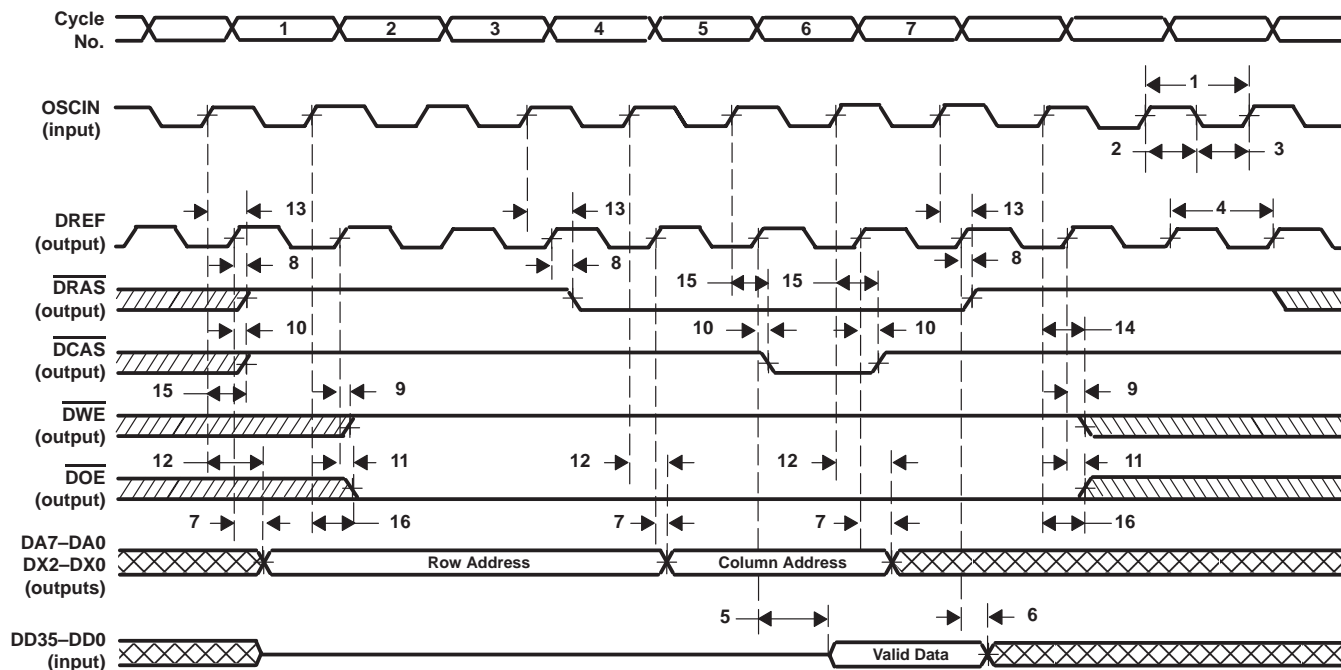 Cycle
No.
1 2 3 4 5 6 7
OSCIN
(input)
1
2 3
DREF
(output)
13 13 13 4
8 8 8
DRAS
(output)
15 15
10 10 10 14
DCAS
(output)
15 9 9
DWE
(output)
12 11 12 12 11
DOE
(output)
7 16 7 7 16
DA7–DA0
DX2–DX0
(outputs)
Row Address Column Address
5 6
DD35–DD0
(input)
Valid Data